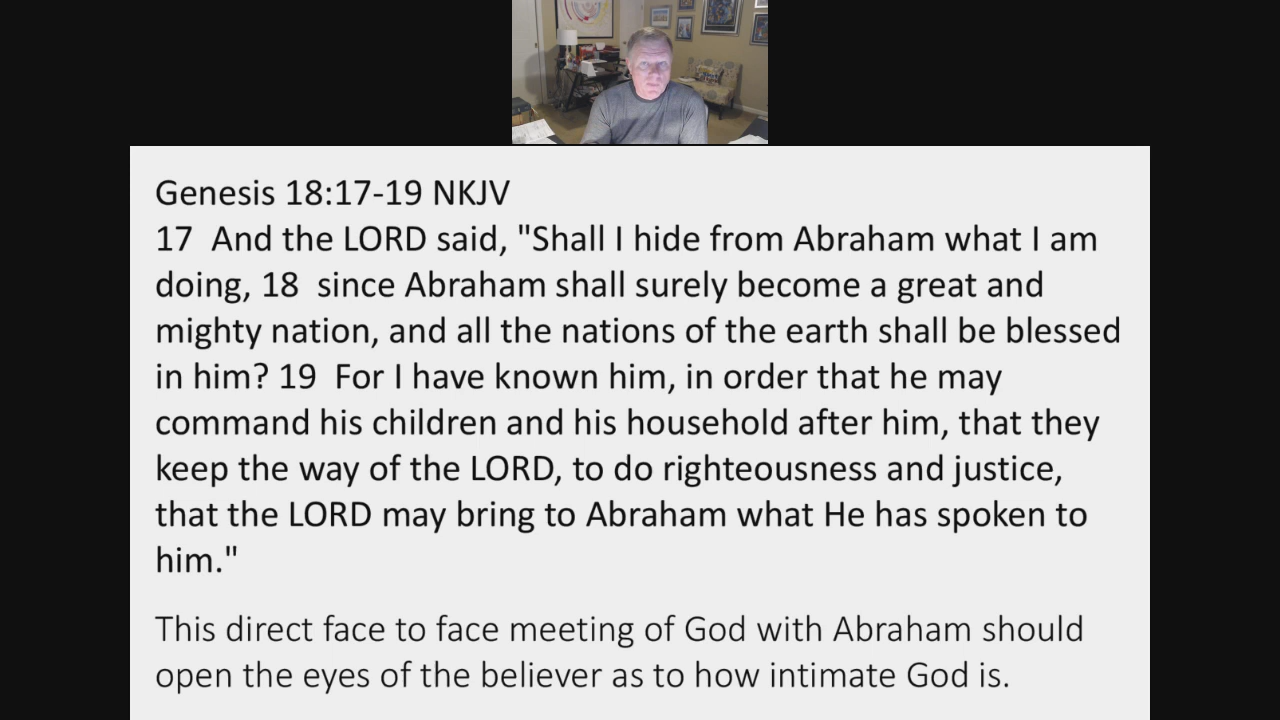 Genesis 18:17-19 NKJV
17  And the LORD said, "Shall I hide from Abraham what I am
doing, 18  since Abraham shall surely become a great and
mighty nation, and all the nations of the earth shall be blessed
in him? 19  For I have known him, in order that he may
command his children and his household after him, that they
keep the way of the LORD, to do righteousness and justice,
that the LORD may bring to Abraham what He has spoken to
him."
This direct face to face meeting of God with Abraham should
open the eyes of the believer as to how intimate God is.